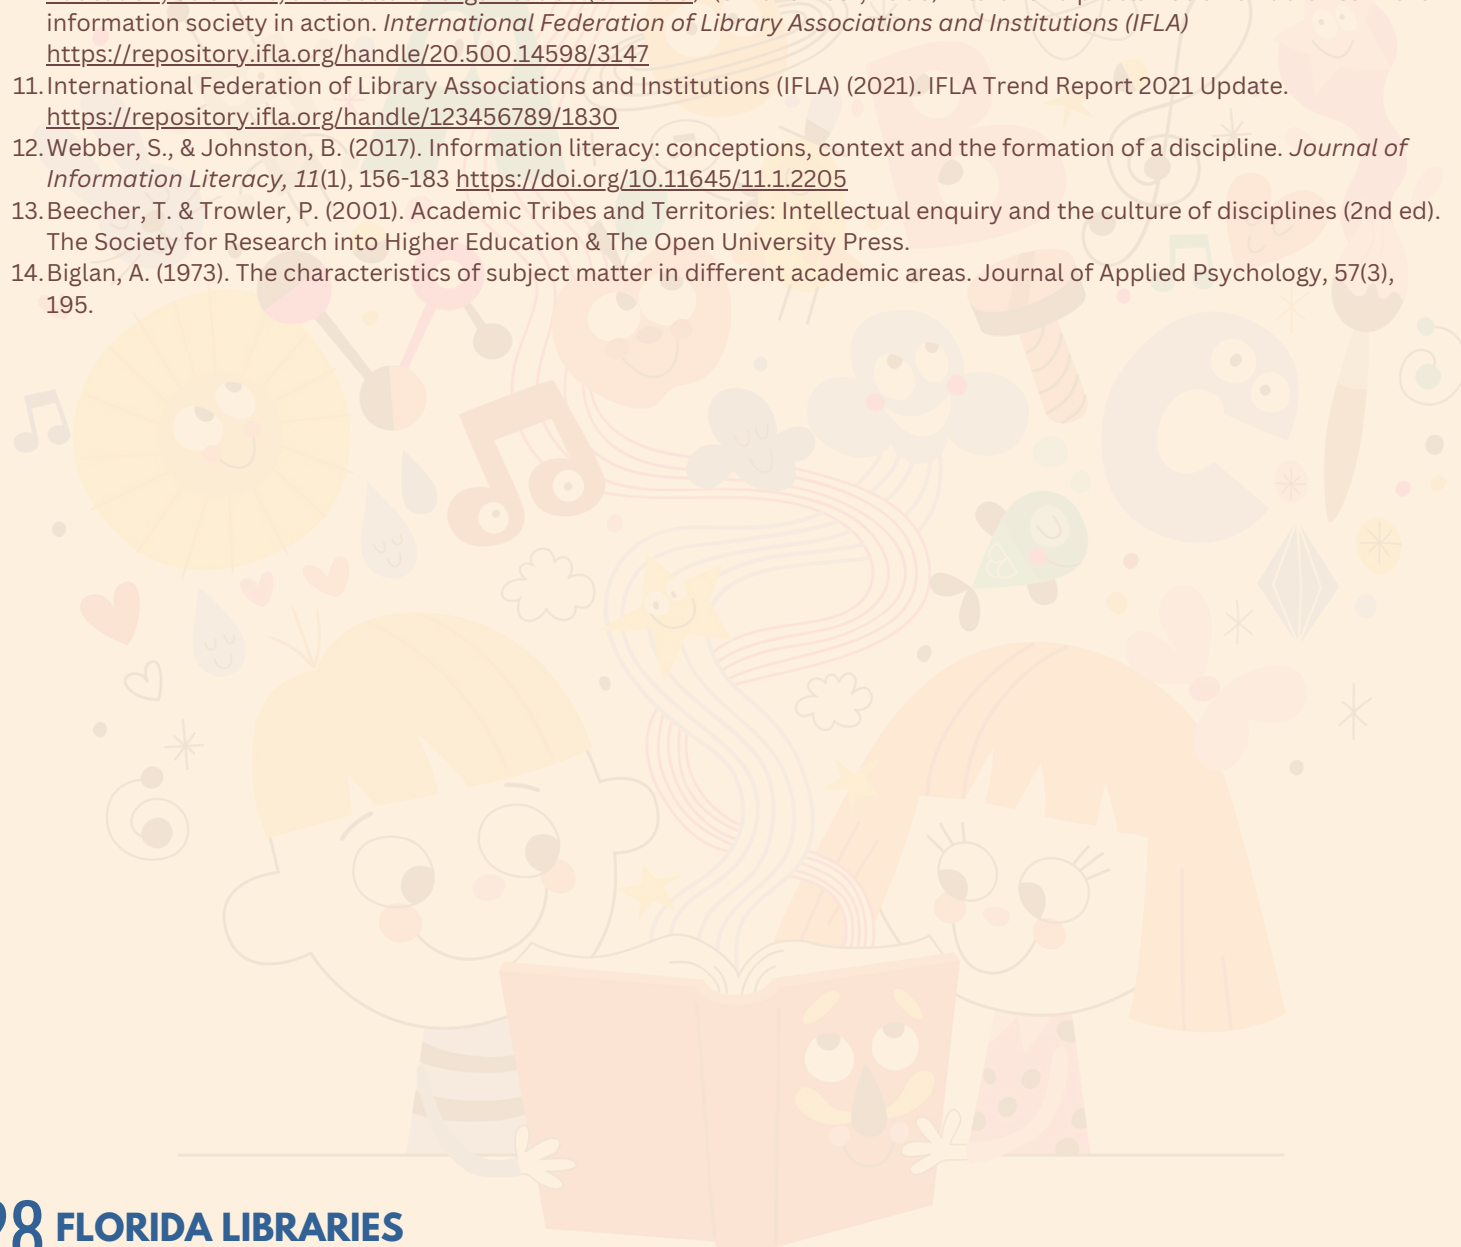 information society in action. International Federation of Library Associations and Institutions (IFLA)
https://repository.ifla.org/handle/20.500.14598/3147
11. International Federation of Library Associations and Institutions (IFLA) (2021). IFLA Trend Report 2021 Update.
https://repository.ifla.org/handle/123456789/1830
12. Webber, S., & Johnston, B. (2017). Information literacy: conceptions, context and the formation of a discipline. Journal of
Information Literacy, 11(1), 156-183 https://doi.org/10.11645/11.1.2205
13. Beecher, T. & Trowler, P. (2001). Academic Tribes and Territories: Intellectual enquiry and the culture of disciplines (2nd ed).
The Society for Research into Higher Education & The Open University Press.
14. Biglan, A. (1973). The characteristics of subject matter in different academic areas. Journal of Applied Psychology, 57(3),
195.
8 FLORIDA LIBRARIES